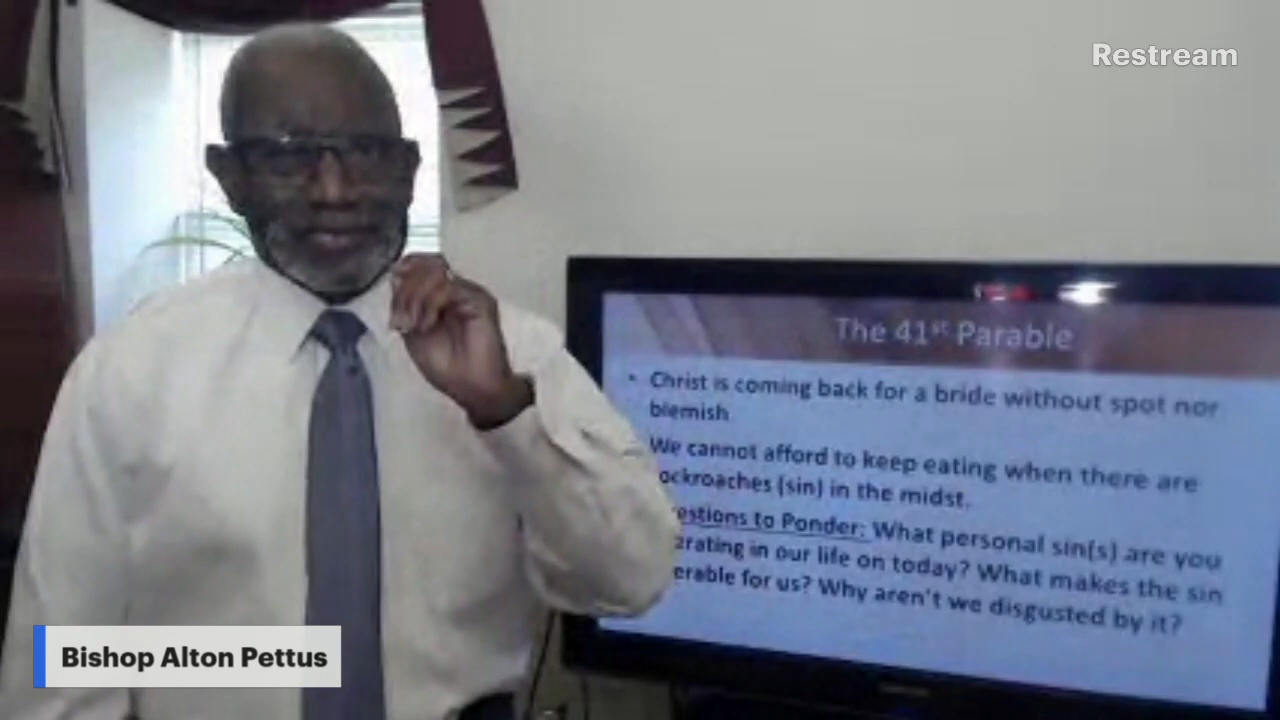 Restream
The 41st Parable
• Christ is coming back for a bride without spot nor
blemish
We cannot afford to keep eating when there are
ockroaches (sin) in the midst.
estions to Ponder: What personal sin(s) are you
erating in our life on today? What makes the sin
erable for us? Why aren't we disgusted by it?
Bishop Alton Pettus